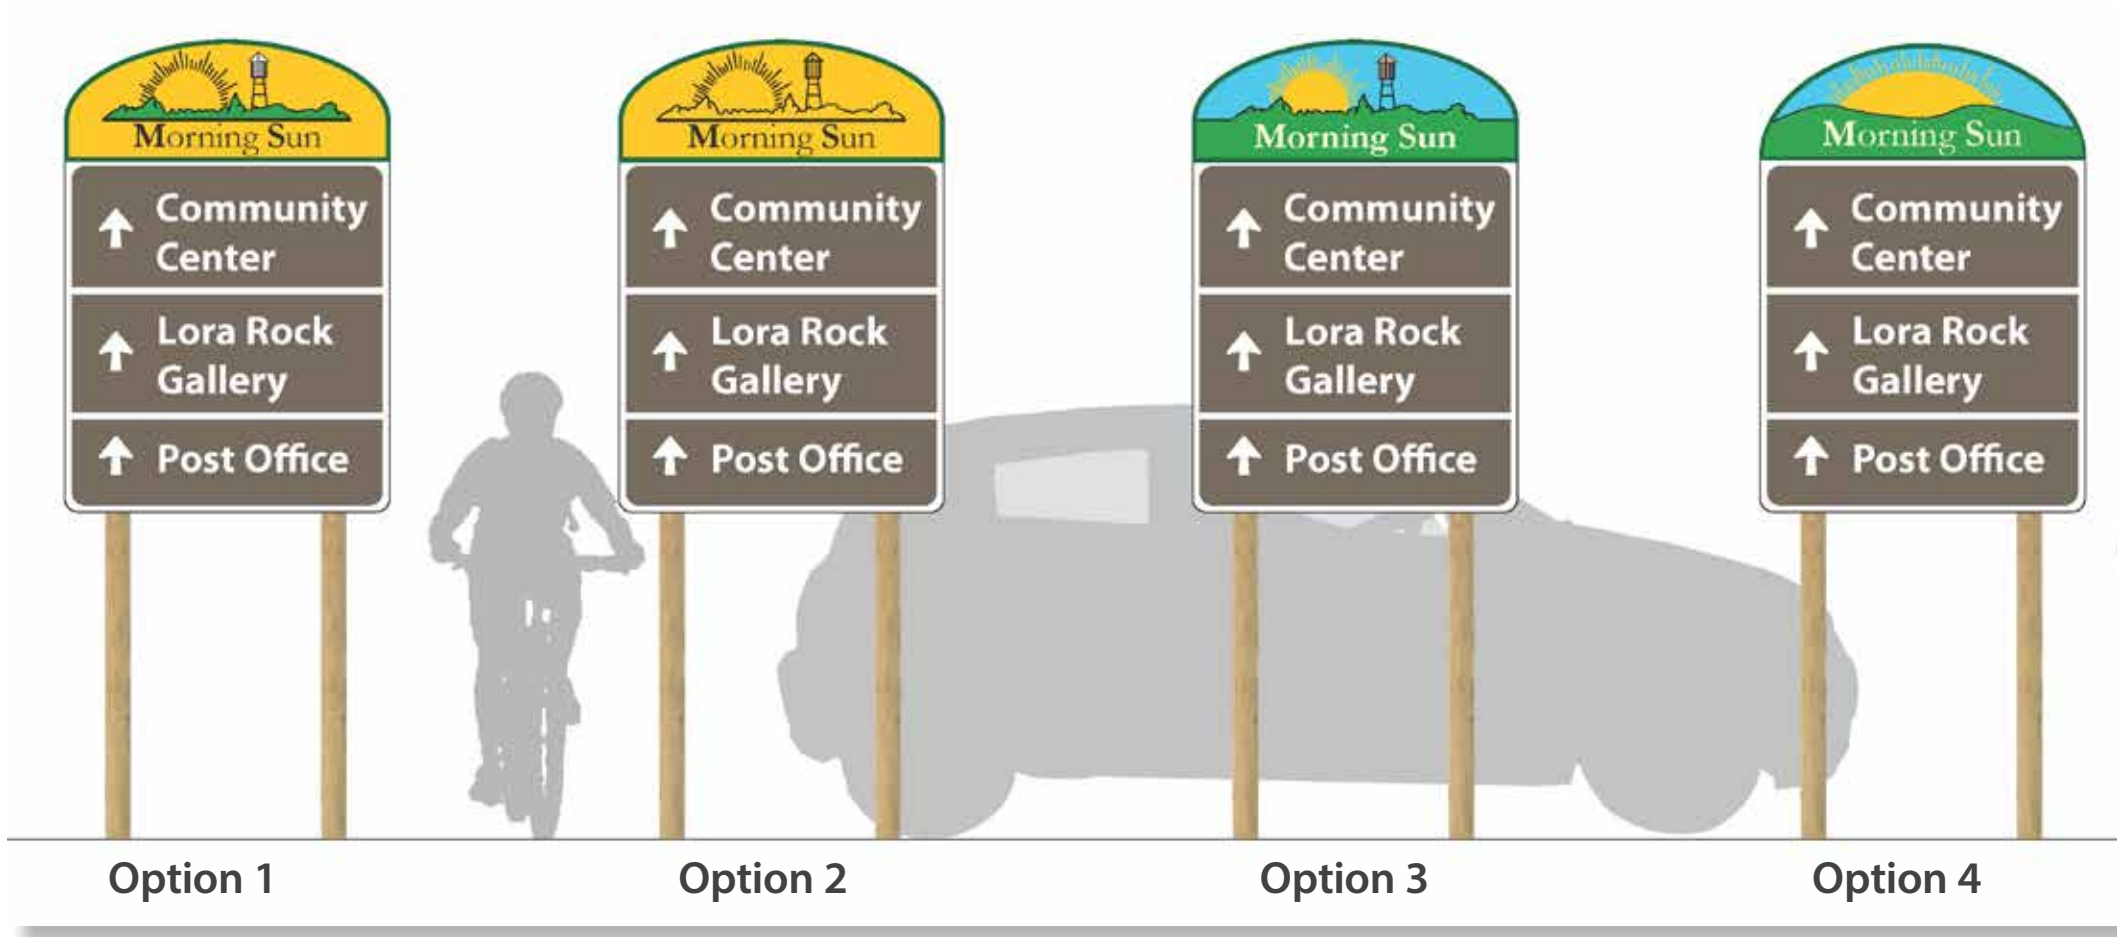 Morning Sun
Community
Center
Lora Rock
Gallery
Post Office
Option 1
Morning Sun
Community
Center
Lora Rock
Gallery
Post Office
Option 2
Morning Sun
Community
Center
Lora Rock
Gallery
Post Office
Option 3
Morning Sun
Community
Center
Lora Rock
Gallery
Post Office
Option 4